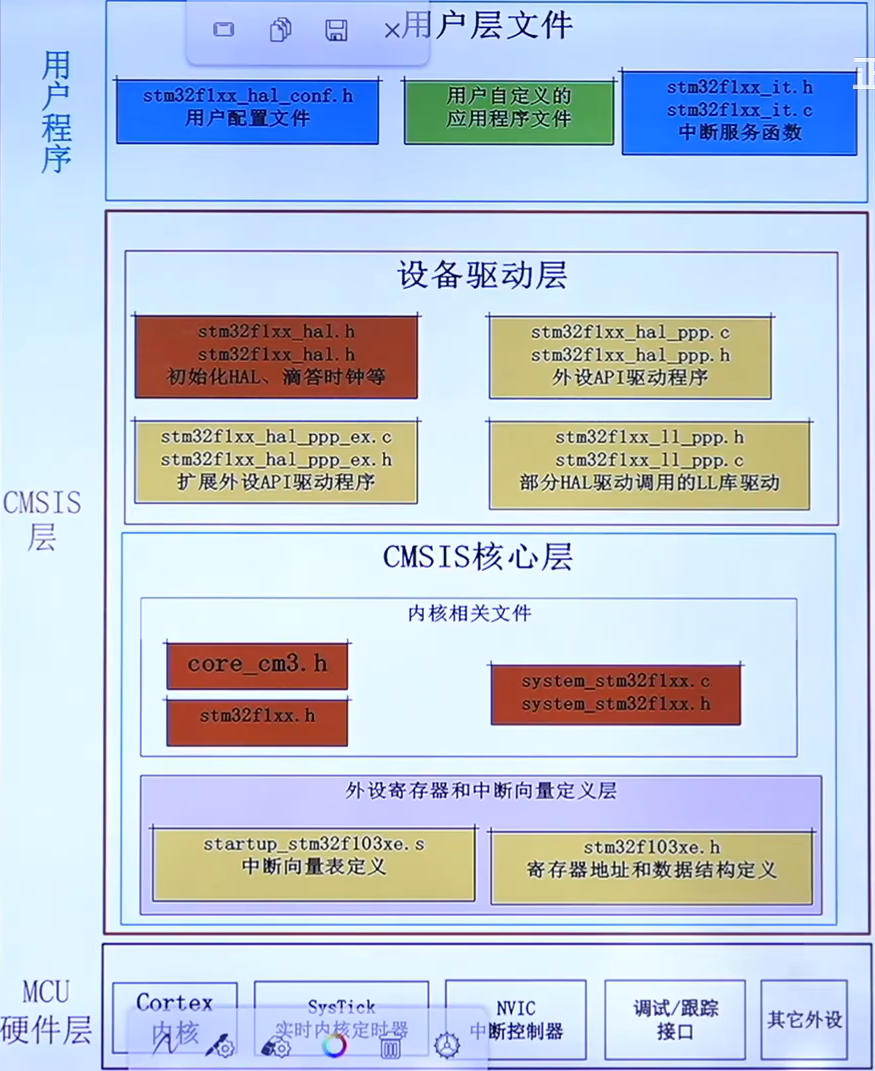 用户层文件
用户程序
stm32f1xx_hal_conf.h
用户配置文件
用户自定义的
应用程序文件
stm32f1xx_it.h
stm32f1xx_it.c
中断服务函数
正
CMSIS
层
设备驱动层
stm32f1xx_hal.h
stm32f1xx_hal.h
初始化HAL、滴答时钟等
stm32f1xx_hal_ppp.c
stm32f1xx_hal_ppp.h
外设API驱动程序
stm32f1xx_hal_ppp_ex.c
stm32f1xx_hal_ppp_ex.h
扩展外设API驱动程序
stm32f1xx_ll_ppp.h
stm32f1xx_ll_ppp.c
部分HAL驱动调用的LL库驱动
CMSIS核心层
内核相关文件
core_cm3.h
stm32f1xx.h
system_stm32f1xx.c
system_stm32f1xx.h
外设寄存器和中断向量定义层
startup_stm32f103xe.s
中断向量表定义
stm32f103xe.h
寄存器地址和数据结构定义
MCU
硬件层
Cortex
内核
SysTick
实时内核定时器
NVIC
中断控制器
调试/跟踪
接口
其它外设